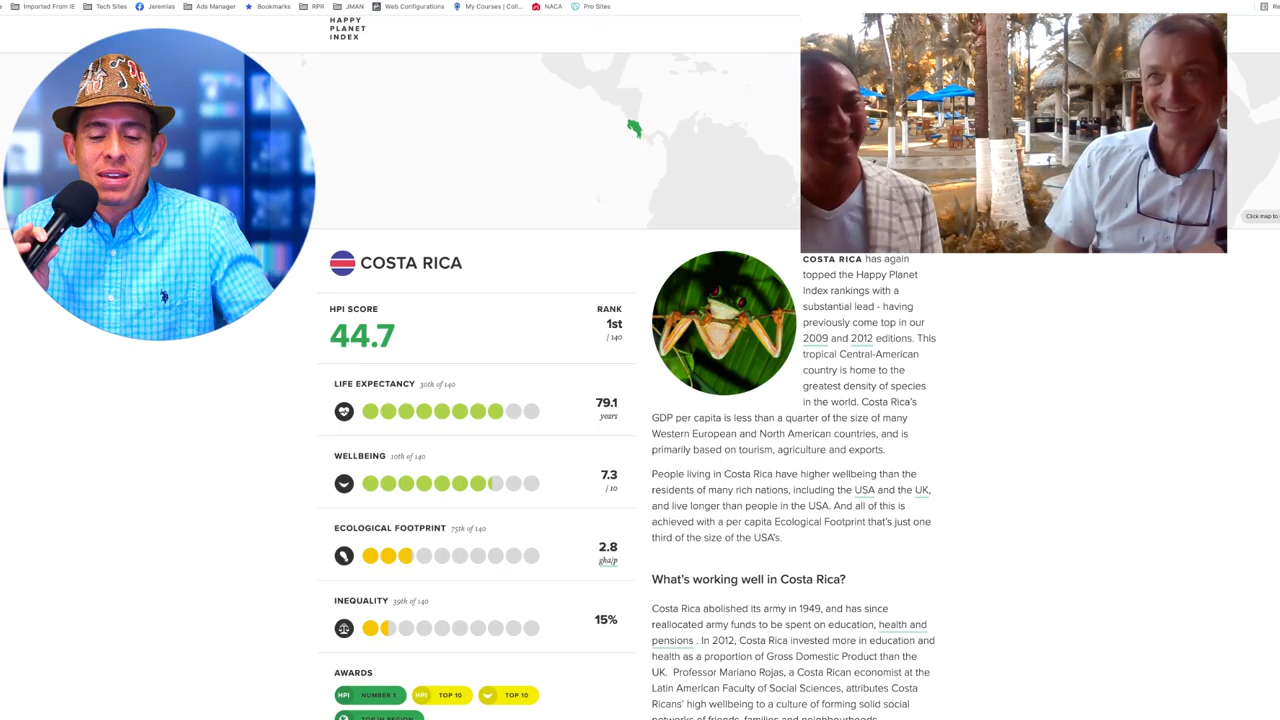 Imported From IE Tech Sites Jeremias Ads Manager Bookmarks RPR JMAN Web Configurations My Courses | Coll... NACA Pro Sites
HAPPY
PLANET
INDEX
Click map to
COSTA RICA
HPI SCORE
44.7
RANK
1st
/ 140
LIFE EXPECTANCY 30th of 140
79.1
years
WELLBEING 10th of 140
7.3
/ 10
ECOLOGICAL FOOTPRINT 75th of 140
2.8
gha/p
INEQUALITY 39th of 140
15%
AWARDS
HPI NUMBER 1 HPI TOP 10 TOP 10
TOP IN REGION
COSTA RICA has again
topped the Happy Planet
Index rankings with a
substantial lead - having
previously come top in our
2009 and 2012 editions. This
tropical Central-American
country is home to the
greatest density of species
in the world. Costa Rica's
GDP per capita is less than a quarter of the size of many
Western European and North American countries, and is
primarily based on tourism, agriculture and exports.
People living in Costa Rica have higher wellbeing than the
residents of many rich nations, including the USA and the UK,
and live longer than people in the USA. And all of this is
achieved with a per capita Ecological Footprint that's just one
third of the size of the USA's.
What's working well in Costa Rica?
Costa Rica abolished its army in 1949, and has since
reallocated army funds to be spent on education, health and
pensions . In 2012, Costa Rica invested more in education and
health as a proportion of Gross Domestic Product than the
UK. Professor Mariano Rojas, a Costa Rican economist at the
Latin American Faculty of Social Sciences, attributes Costa
Ricans' high wellbeing to a culture of forming solid social
networks of friends, families and neighbourhoods.